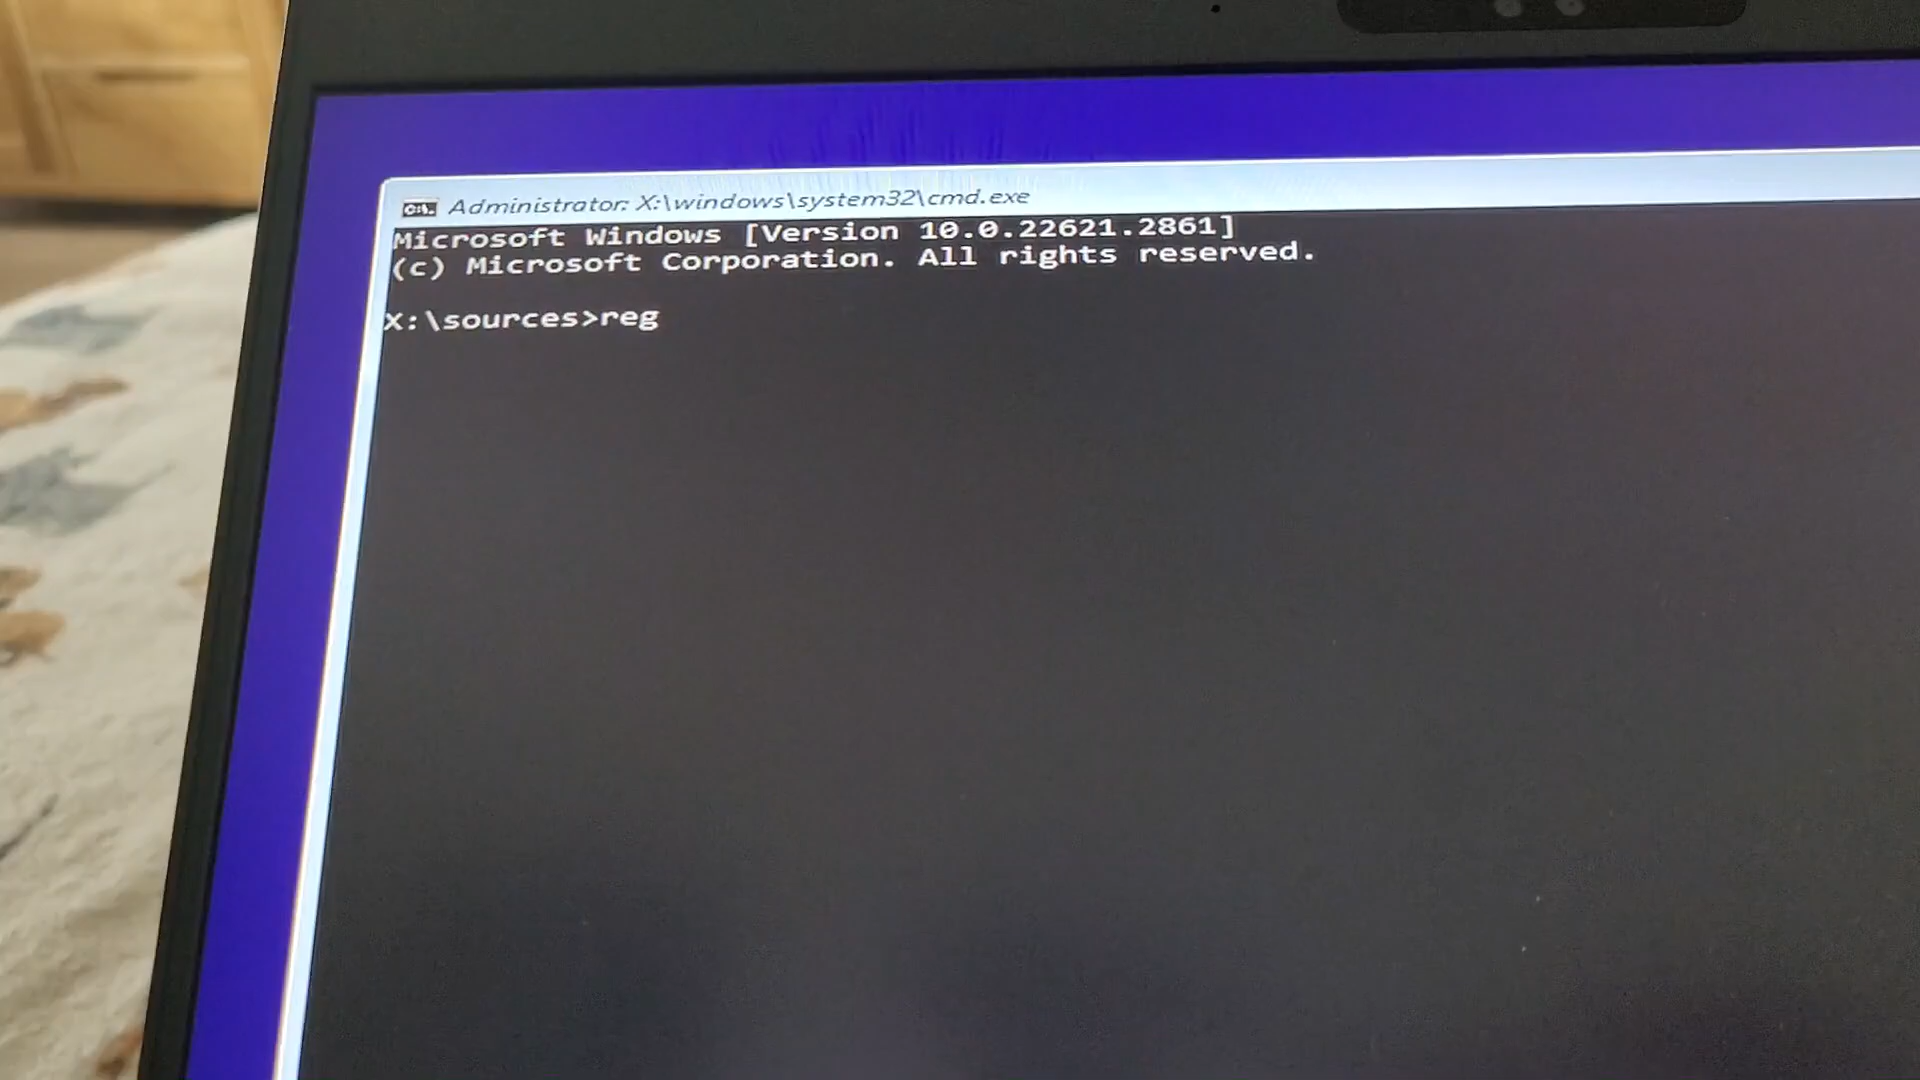 Administrator: X:\windows\system32\cmd.exe
Microsoft Windows [Version 10.0.22621.2861]
(c) Microsoft Corporation. All rights reserved.
X:\sources>reg